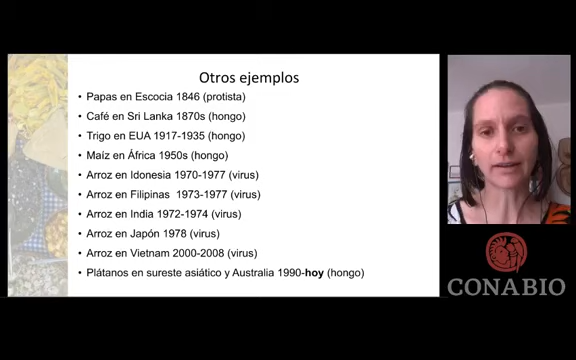 Otros ejemplos
• Papas en Escocia 1846 (protista)
• Café en Sri Lanka 1870s (hongo)
• Trigo en EUA 1917-1935 (hongo)
• Maíz en África 1950s (hongo)
• Arroz en Idonesia 1970-1977 (virus)
• Arroz en Filipinas 1973-1977 (virus)
• Arroz en India 1972-1974 (virus)
• Arroz en Japón 1978 (virus)
• Arroz en Vietnam 2000-2008 (virus)
• Plátanos en sureste asiático y Australia 1990-hoy (hongo)
CONABIO